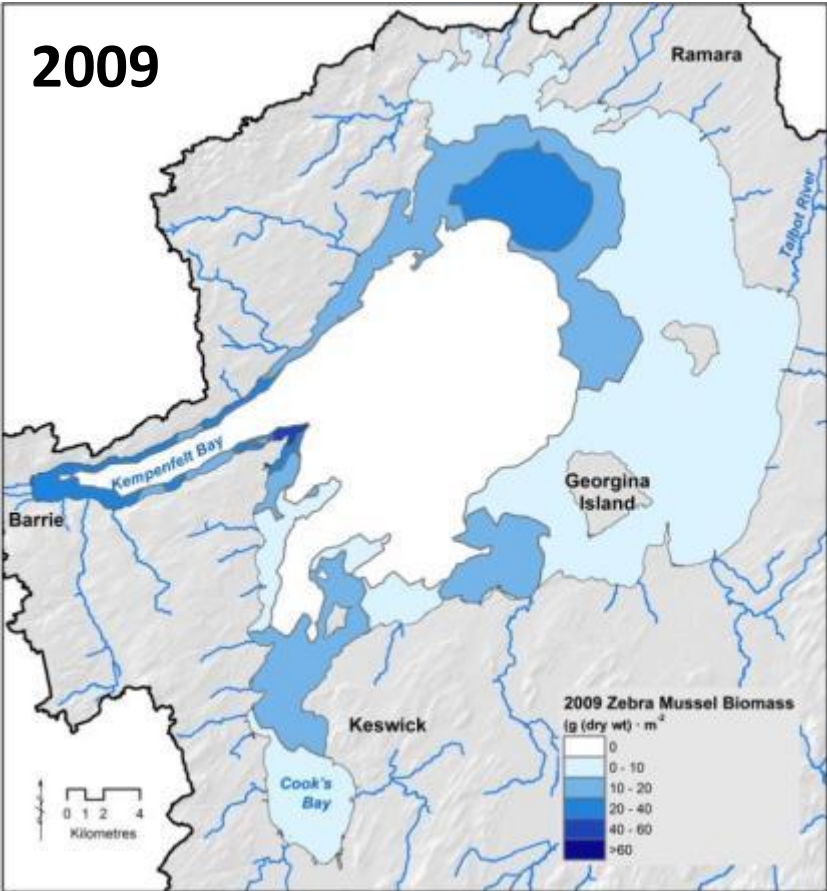 2009
Ramara
Talbot River
Kempenfelt Bay
Georgina
Island
Barrie
2009 Zebra Mussel Biomass
(g (dry wt) · m⁻²
0
0 - 10
10 - 20
20 - 40
40 - 60
>60
Keswick
Cook's
Bay
0 1 2 4
Kilometres